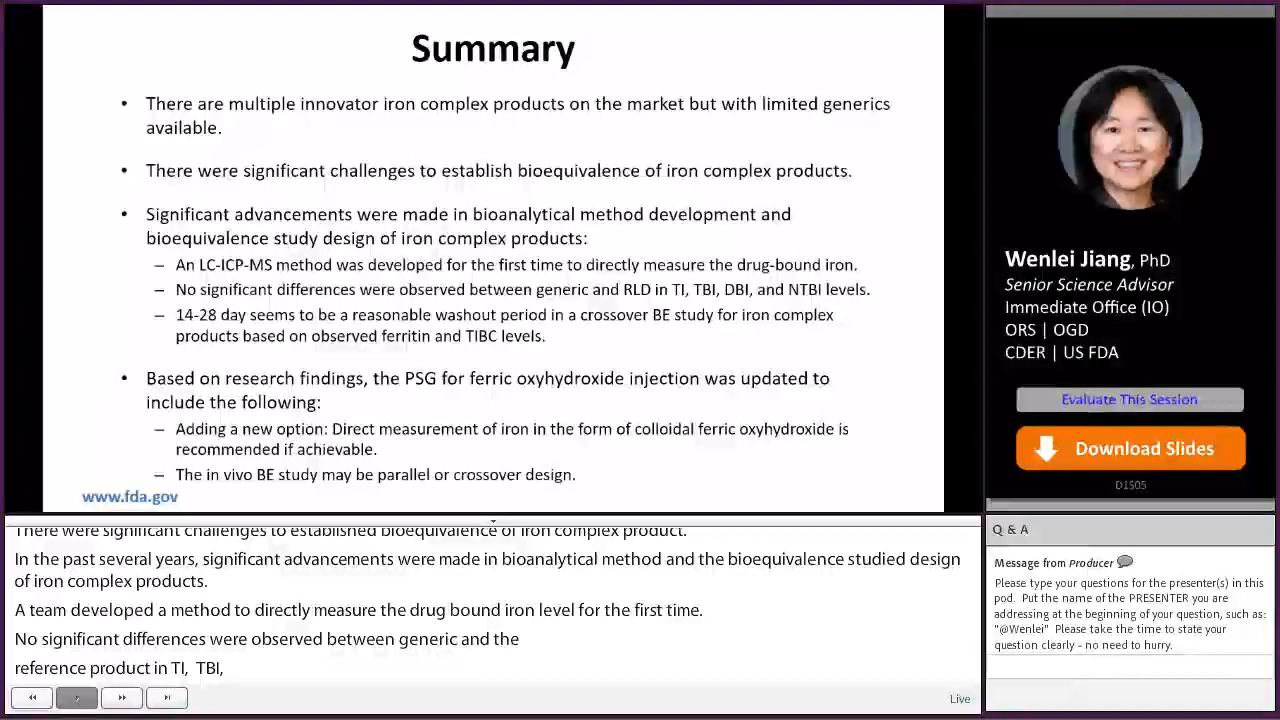 Summary
• There are multiple innovator iron complex products on the market but with limited generics
available.
• There were significant challenges to establish bioequivalence of iron complex products.
• Significant advancements were made in bioanalytical method development and
bioequivalence study design of iron complex products:
– An LC-ICP-MS method was developed for the first time to directly measure the drug-bound iron.
– No significant differences were observed between generic and RLD in TI, TBI, DBI, and NTBI levels.
– 14-28 day seems to be a reasonable washout period in a crossover BE study for iron complex
products based on observed ferritin and TIBC levels.
• Based on research findings, the PSG for ferric oxyhydroxide injection was updated to
include the following:
– Adding a new option: Direct measurement of iron in the form of colloidal ferric oxyhydroxide is
recommended if achievable.
– The in vivo BE study may be parallel or crossover design.
www.fda.gov
Wenlei Jiang, PhD
Senior Science Advisor
Immediate Office (IO)
ORS | OGD
CDER | US FDA
Evaluate This Session
Download Slides
D1S05
There were significant challenges to established bioequivalence of iron complex product.
In the past several years, significant advancements were made in bioanalytical method and the bioequivalence studied design
of iron complex products.
A team developed a method to directly measure the drug bound iron level for the first time.
No significant differences were observed between generic and the
reference product in TI, TBI,
Live
Q & A
Message from Producer
Please type your questions for the presenter(s) in this
pod. Put the name of the PRESENTER you are
addressing at the beginning of your question, such as:
"@Wenlei" Please take the time to state your
question clearly - no need to hurry.